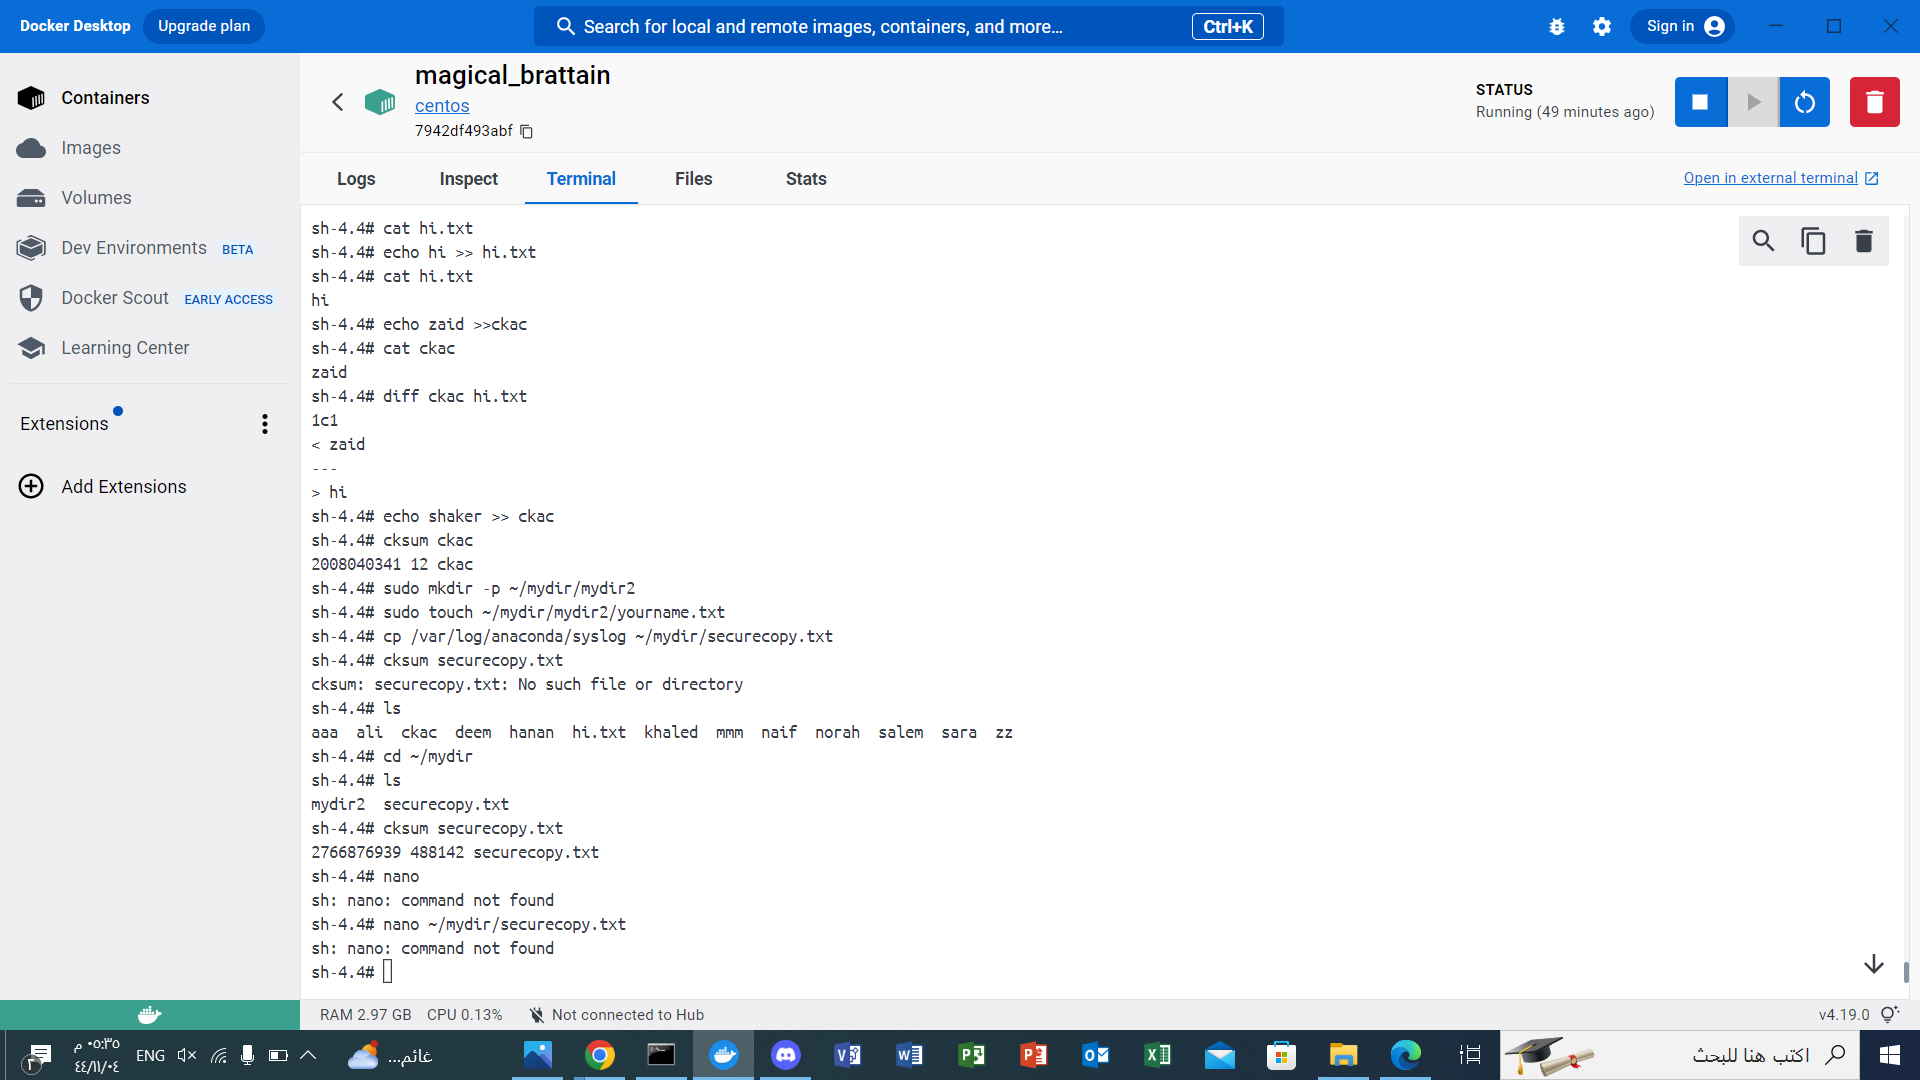 Docker Desktop
Upgrade plan
Search for local and remote images, containers, and more...
Ctrl+K
Sign in
Containers
Images
Volumes
Dev Environments BETA
Docker Scout EARLY ACCESS
Learning Center
Extensions
Add Extensions
magical_brattain
centos
7942df493abf
STATUS
Running (49 minutes ago)
Logs
Inspect
Terminal
Files
Stats
Open in external terminal
sh-4.4# cat hi.txt
sh-4.4# echo hi >> hi.txt
sh-4.4# cat hi.txt
hi
sh-4.4# echo zaid >>ckac
sh-4.4# cat ckac
zaid
sh-4.4# diff ckac hi.txt
1c1
< zaid
---
> hi
sh-4.4# echo shaker >> ckac
sh-4.4# cksum ckac
2008040341 12 ckac
sh-4.4# sudo mkdir -p ~/mydir/mydir2
sh-4.4# sudo touch ~/mydir/mydir2/yourname.txt
sh-4.4# cp /var/log/anaconda/syslog ~/mydir/securecopy.txt
sh-4.4# cksum securecopy.txt
cksum: securecopy.txt: No such file or directory
sh-4.4# ls
aaa ali ckac deem hanan hi.txt khaled mmm naif norah salem sara zz
sh-4.4# cd ~/mydir
sh-4.4# ls
mydir2 securecopy.txt
sh-4.4# cksum securecopy.txt
2766876939 488142 securecopy.txt
sh-4.4# nano
sh: nano: command not found
sh-4.4# nano ~/mydir/securecopy.txt
sh: nano: command not found
sh-4.4#
RAM 2.97 GB CPU 0.13% Not connected to Hub
v4.19.0
٠٥:٣٥ م
٤٤/١١/٠٤
ENG
غائم...
اكتب هنا للبحث